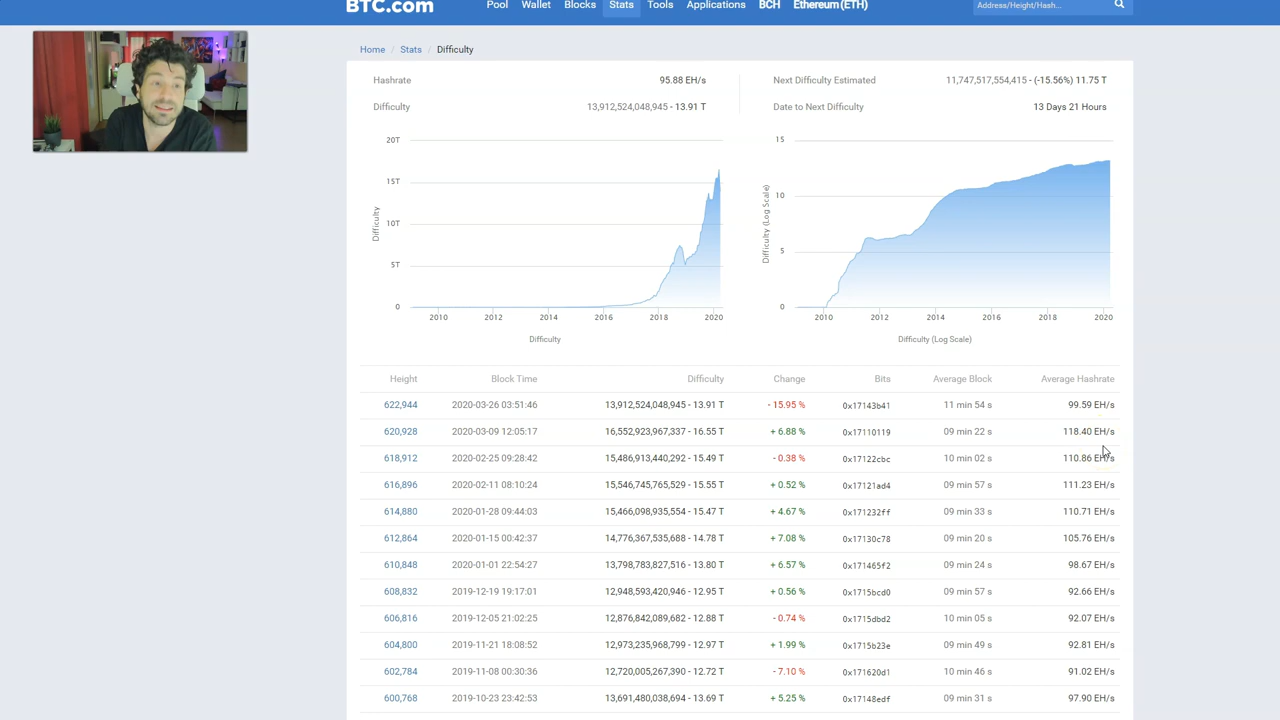 BTC.com Pool Wallet Blocks Stats Tools Applications BCH Ethereum(ETH) Address/Height/Hash...
Home / Stats / Difficulty
Hashrate 95.88 EH/s Next Difficulty Estimated 11,747,517,554,415 - (-15.56%) 11.75 T
Difficulty 13,912,524,048,945 - 13.91 T Date to Next Difficulty 13 Days 21 Hours
20T
15T
10T
5T
0
Difficulty
2010 2012 2014 2016 2018 2020
Difficulty
15
10
5
0
Difficulty (Log Scale)
2010 2012 2014 2016 2018 2020
Difficulty (Log Scale)
Height Block Time Difficulty Change Bits Average Block Average Hashrate
622,944 2020-03-26 03:51:46 13,912,524,048,945 - 13.91 T - 15.95 % 0x17143b41 11 min 54 s 99.59 EH/s
620,928 2020-03-09 12:05:17 16,552,923,967,337 - 16.55 T + 6.88 % 0x17110119 09 min 22 s 118.40 EH/s
618,912 2020-02-25 09:28:42 15,486,913,440,292 - 15.49 T - 0.38 % 0x17122cbc 10 min 02 s 110.86 EH/s
616,896 2020-02-11 08:10:24 15,546,745,765,529 - 15.55 T + 0.52 % 0x17121ad4 09 min 57 s 111.23 EH/s
614,880 2020-01-28 09:44:03 15,466,098,935,554 - 15.47 T + 4.67 % 0x171232ff 09 min 33 s 110.71 EH/s
612,864 2020-01-15 00:42:37 14,776,367,535,688 - 14.78 T + 7.08 % 0x17130c78 09 min 20 s 105.76 EH/s
610,848 2020-01-01 22:54:27 13,798,783,827,516 - 13.80 T + 6.57 % 0x171465f2 09 min 24 s 98.67 EH/s
608,832 2019-12-19 19:17:01 12,948,593,420,946 - 12.95 T + 0.56 % 0x1715bcd0 09 min 57 s 92.66 EH/s
606,816 2019-12-05 21:02:25 12,876,842,089,682 - 12.88 T - 0.74 % 0x1715dbd2 10 min 05 s 92.07 EH/s
604,800 2019-11-21 18:08:52 12,973,235,968,799 - 12.97 T + 1.99 % 0x1715b23e 09 min 49 s 92.81 EH/s
602,784 2019-11-08 00:30:36 12,720,005,267,390 - 12.72 T - 7.10 % 0x171620d1 10 min 46 s 91.02 EH/s
600,768 2019-10-23 23:42:53 13,691,480,038,694 - 13.69 T + 5.25 % 0x17148edf 09 min 31 s 97.90 EH/s